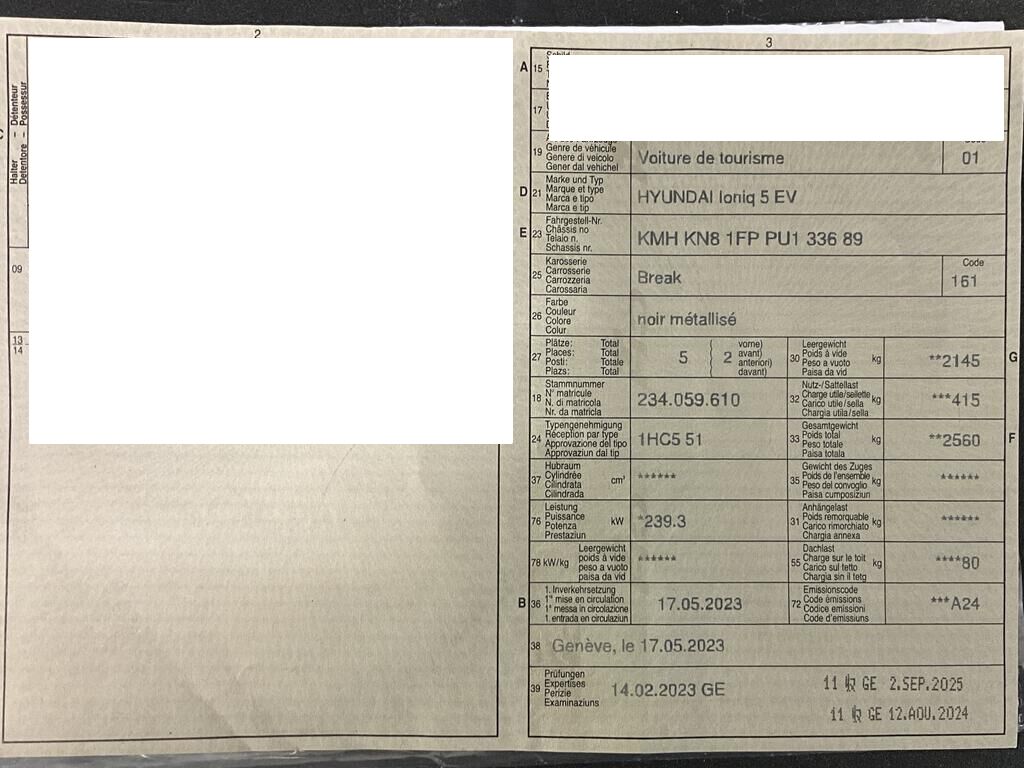 2
3
Halter – Détenteur
Detentore – Possessur
09
13
14
A 15
17
19 Genre de véhicule
Genere di veicolo
Gener dal vehichel
Voiture de tourisme
01
D 21 Marke und Typ
Marque et type
Marca e tipo
Marca e tip
HYUNDAI Ioniq 5 EV
E 23 Fahrgestell-Nr.
Châssis no
Telaio n.
Schassis nr.
KMH KN8 1FP PU1 336 89
25 Karosserie
Carrosserie
Carrozzeria
Carossaria
Break
Code
161
26 Farbe
Couleur
Colore
Colur
noir métallisé
27 Plätze: Total
Places: Total
Posti: Totale
Plazs: Total
5 ( 2 vorne)
avant)
anteriori)
davant)
30 Leergewicht
Poids à vide kg
Peso a vuoto
Paisa da vid
**2145
G
18 Stammnummer
N° matricule
N. di matricola
Nr. da matricla
234.059.610
32 Nutz-/Sattellast
Charge utile/sellette kg
Carico utile/sella
Chargia utila/sella
***415
24 Typengenehmigung
Réception par type
Approvazione del tipo
Approvaziun dal tip
1HC5 51
33 Gesamtgewicht
Poids total kg
Peso totale
Paisa totala
**2560
F
37 Hubraum
Cylindrée cm³
Cilindrata
Cilindrada
******
35 Gewicht des Zuges
Poids de l'ensemble kg
Peso del convoglio
Paisa cumposiziun
******
76 Leistung
Puissance kW
Potenza
Prestaziun
*239.3
31 Anhängelast
Poids remorquable kg
Carico rimorchiato
Chargia annexa
******
78 kW/kg Leergewicht
poids à vide
peso a vuoto
paisa da vid
******
55 Dachlast
Charge sur le toit kg
Carico sul tetto
Chargia sin il tetg
****80
B 36 1. Inverkehrsetzung
1re mise en circulation
1a messa in circolazione
1. entrada en circulaziun
17.05.2023
72 Emissionscode
Code émissions
Codice emissioni
Code d'emissiuns
***A24
38 Genève, le 17.05.2023
39 Prüfungen
Expertises
Perizie
Examinaziuns
14.02.2023 GE
11 GE 2.SEP.2025
11 GE 12.AOU.2024